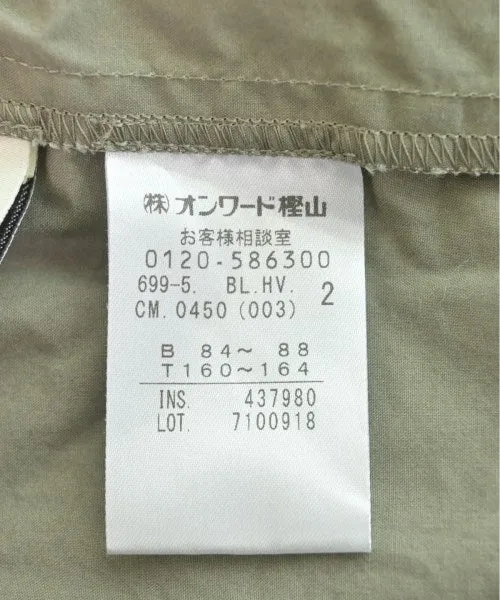 (株)オンワード樫山
お客様相談室
0120-586300
699-5. BL.HV. 2
CM. 0450 (003)
B 84～ 88
T160～164
INS. 437980
LOT. 7100918